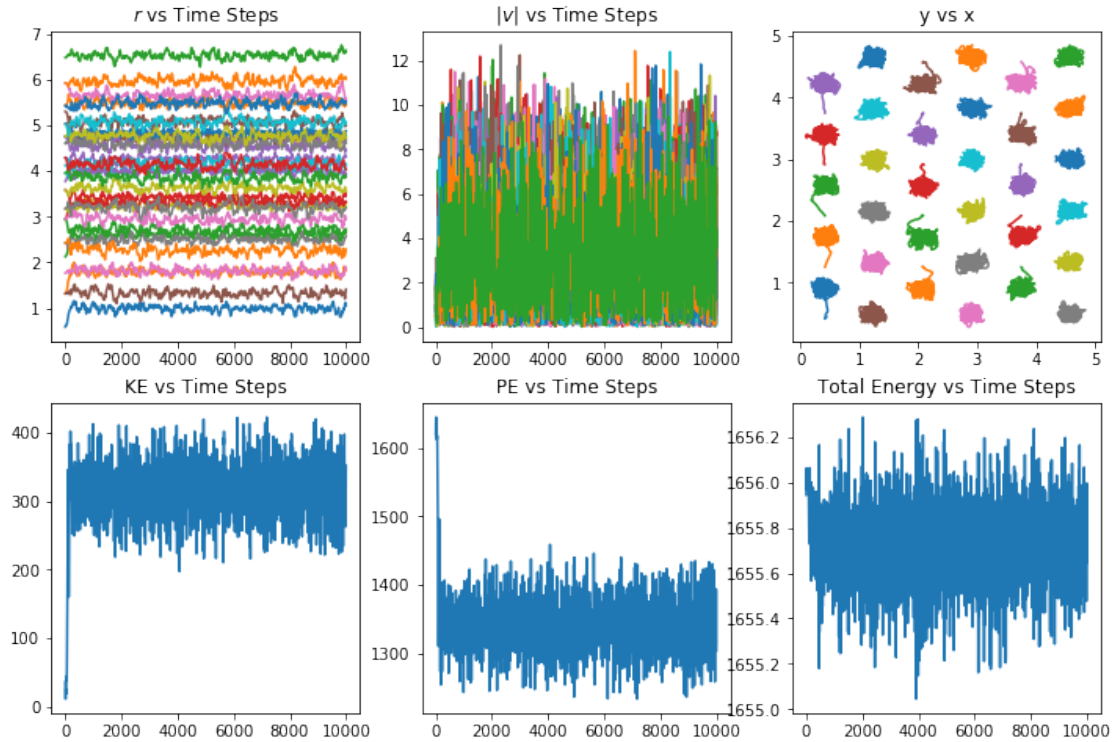 r vs Time Steps
|v| vs Time Steps
y vs x
7
6
5
4
3
2
1
0 2000 4000 6000 8000 10000
12
10
8
6
4
2
0
0 2000 4000 6000 8000 10000
5
4
3
2
1
1 2 3 4 5
KE vs Time Steps
PE vs Time Steps
Total Energy vs Time Steps
400
300
200
100
0
0 2000 4000 6000 8000 10000
1600
1500
1400
1300
0 2000 4000 6000 8000 10000
1656.2
1656.0
1655.8
1655.6
1655.4
1655.2
1655.0
0 2000 4000 6000 8000 10000